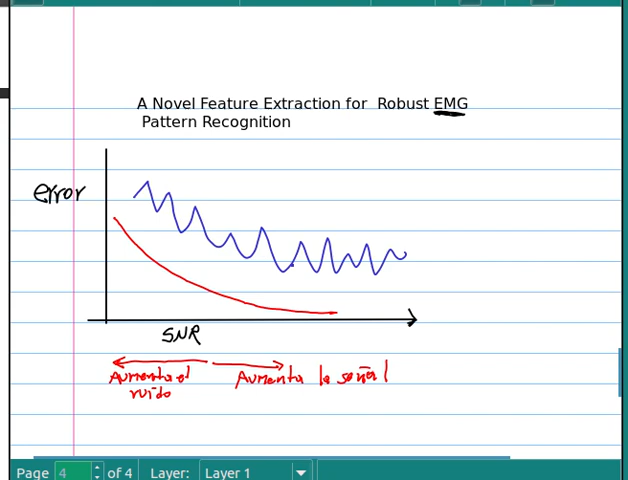 A Novel Feature Extraction for Robust EMG
Pattern Recognition
error
SNR
Aumenta el
ruido
Aumenta la señal
Page 4 of 4 Layer: Layer 1